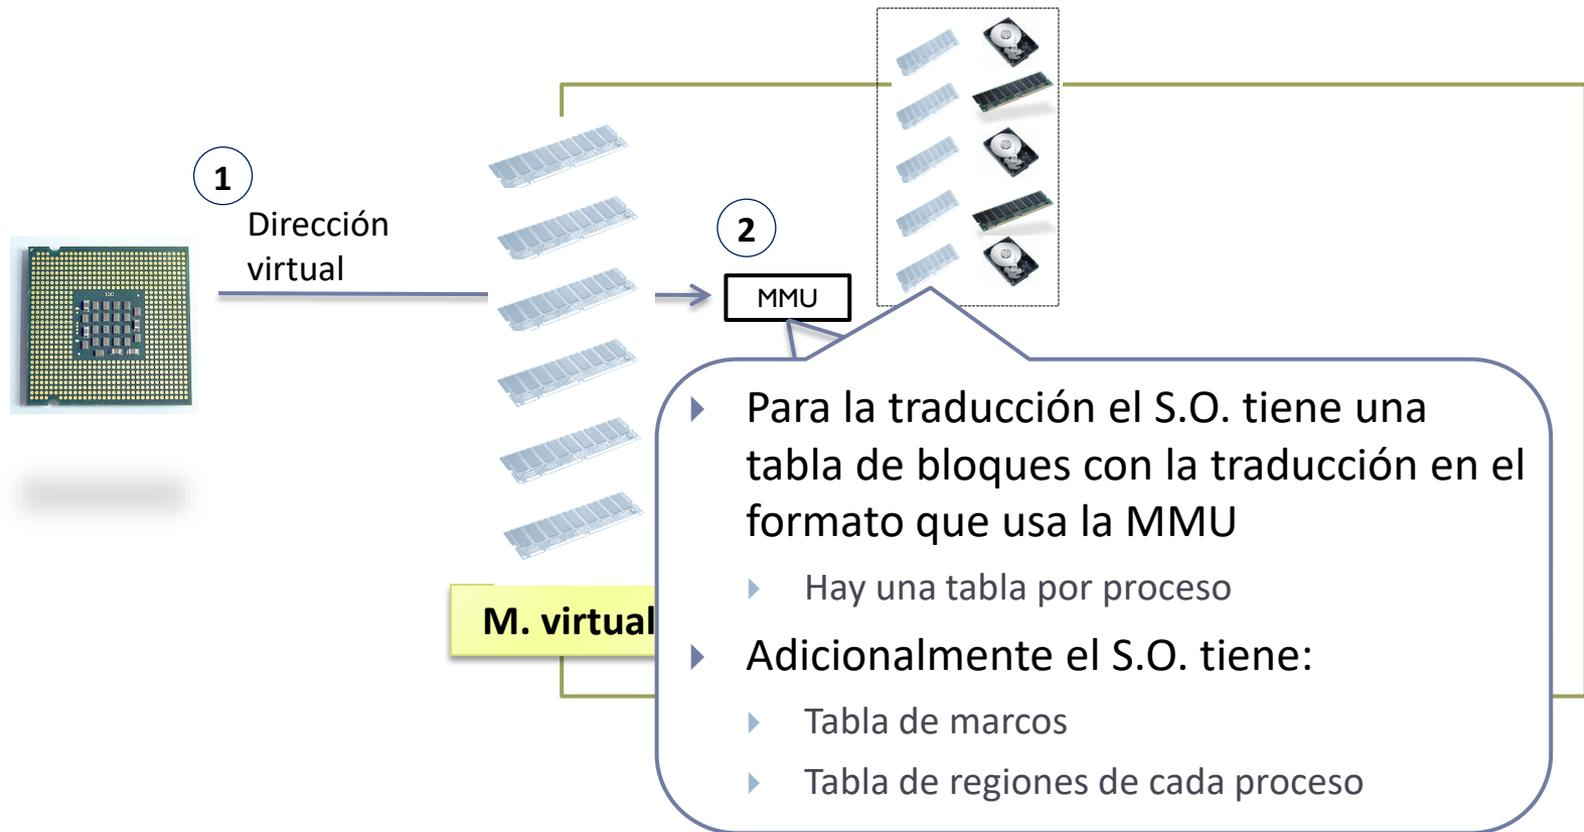 1
Dirección
virtual
2
MMU
M. virtual
Para la traducción el S.O. tiene una
tabla de bloques con la traducción en el
formato que usa la MMU
Hay una tabla por proceso
Adicionalmente el S.O. tiene:
Tabla de marcos
Tabla de regiones de cada proceso